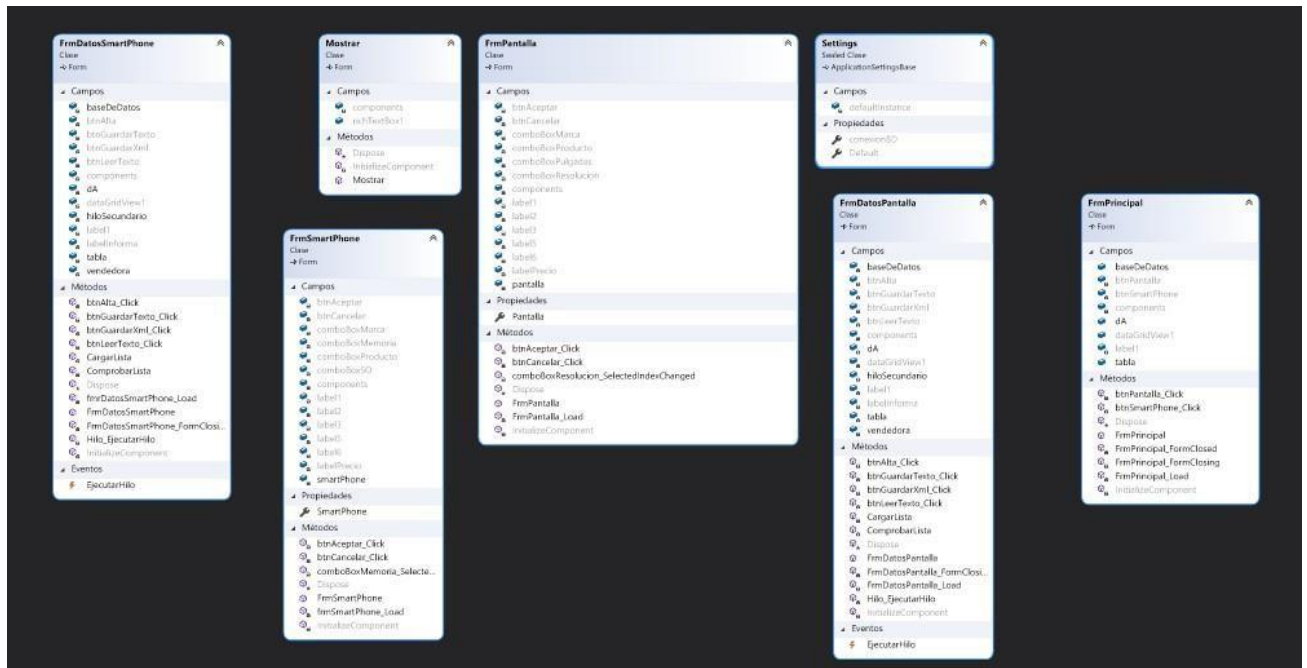 FrmDatosSmartPhone
Clase
Form
Campos
baseDeDatos
btnAlta
btnGuardarTexto
btnGuardarXml
btnLeerTexto
components
dA
dataGridView1
hiloSecundario
label1
labelInforma
tabla
vendedora
Métodos
btnAlta_Click
btnGuardarTexto_Click
btnGuardarXml_Click
btnLeerTexto_Click
CargarLista
ComprobarLista
Dispose
fmrDatosSmartPhone_Load
FrmDatosSmartPhone
FrmDatosSmartPhone_FormClosi...
Hilo_EjecutarHilo
InitializeComponent
Eventos
EjecutarHilo
Mostrar
Clase
Form
Campos
components
richTextBox1
Métodos
Dispose
InitializeComponent
Mostrar
FrmSmartPhone
Clase
Form
Campos
btnAceptar
btnCancelar
comboBoxMarca
comboBoxMemoria
comboBoxProducto
comboBoxSO
components
label1
label2
label3
label5
label6
labelPrecio
smartPhone
Propiedades
SmartPhone
Métodos
btnAceptar_Click
btnCancelar_Click
comboBoxMemoria_Selecte...
Dispose
FrmSmartPhone
frmSmartPhone_Load
InitializeComponent
FrmPantalla
Clase
Form
Campos
btnAceptar
btnCancelar
comboBoxMarca
comboBoxProducto
comboBoxPulgadas
comboBoxResolucion
components
label1
label2
label3
label5
label6
labelPrecio
pantalla
Propiedades
Pantalla
Métodos
btnAceptar_Click
btnCancelar_Click
comboBoxResolucion_SelectedIndexChanged
Dispose
FrmPantalla
FrmPantalla_Load
InitializeComponent
Settings
Sealed Clase
ApplicationSettingsBase
Campos
defaultInstance
Propiedades
conexionBD
Default
FrmDatosPantalla
Clase
Form
Campos
baseDeDatos
btnAlta
btnGuardarTexto
btnGuardarXml
btnLeerTexto
components
dA
dataGridView1
hiloSecundario
label1
labelInforma
tabla
vendedora
Métodos
btnAlta_Click
btnGuardarTexto_Click
btnGuardarXml_Click
btnLeerTexto_Click
CargarLista
ComprobarLista
Dispose
FrmDatosPantalla
FrmDatosPantalla_FormClosi...
FrmDatosPantalla_Load
Hilo_EjecutarHilo
InitializeComponent
Eventos
EjecutarHilo
FrmPrincipal
Clase
Form
Campos
baseDeDatos
btnPantalla
btnSmartPhone
components
dA
dataGridView1
label1
tabla
Métodos
btnPantalla_Click
btnSmartPhone_Click
Dispose
FrmPrincipal
FrmPrincipal_FormClosed
FrmPrincipal_FormClosing
FrmPrincipal_Load
InitializeComponent